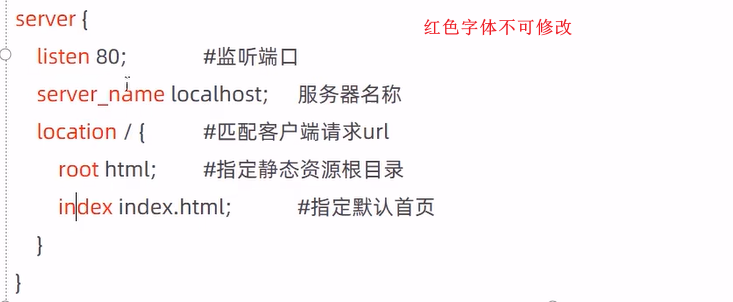 server {
红色字体不可修改
listen 80; #监听端口
server_name localhost; 服务器名称
location / { #匹配客户端请求url
root html; #指定静态资源根目录
index index.html; #指定默认首页
}
}